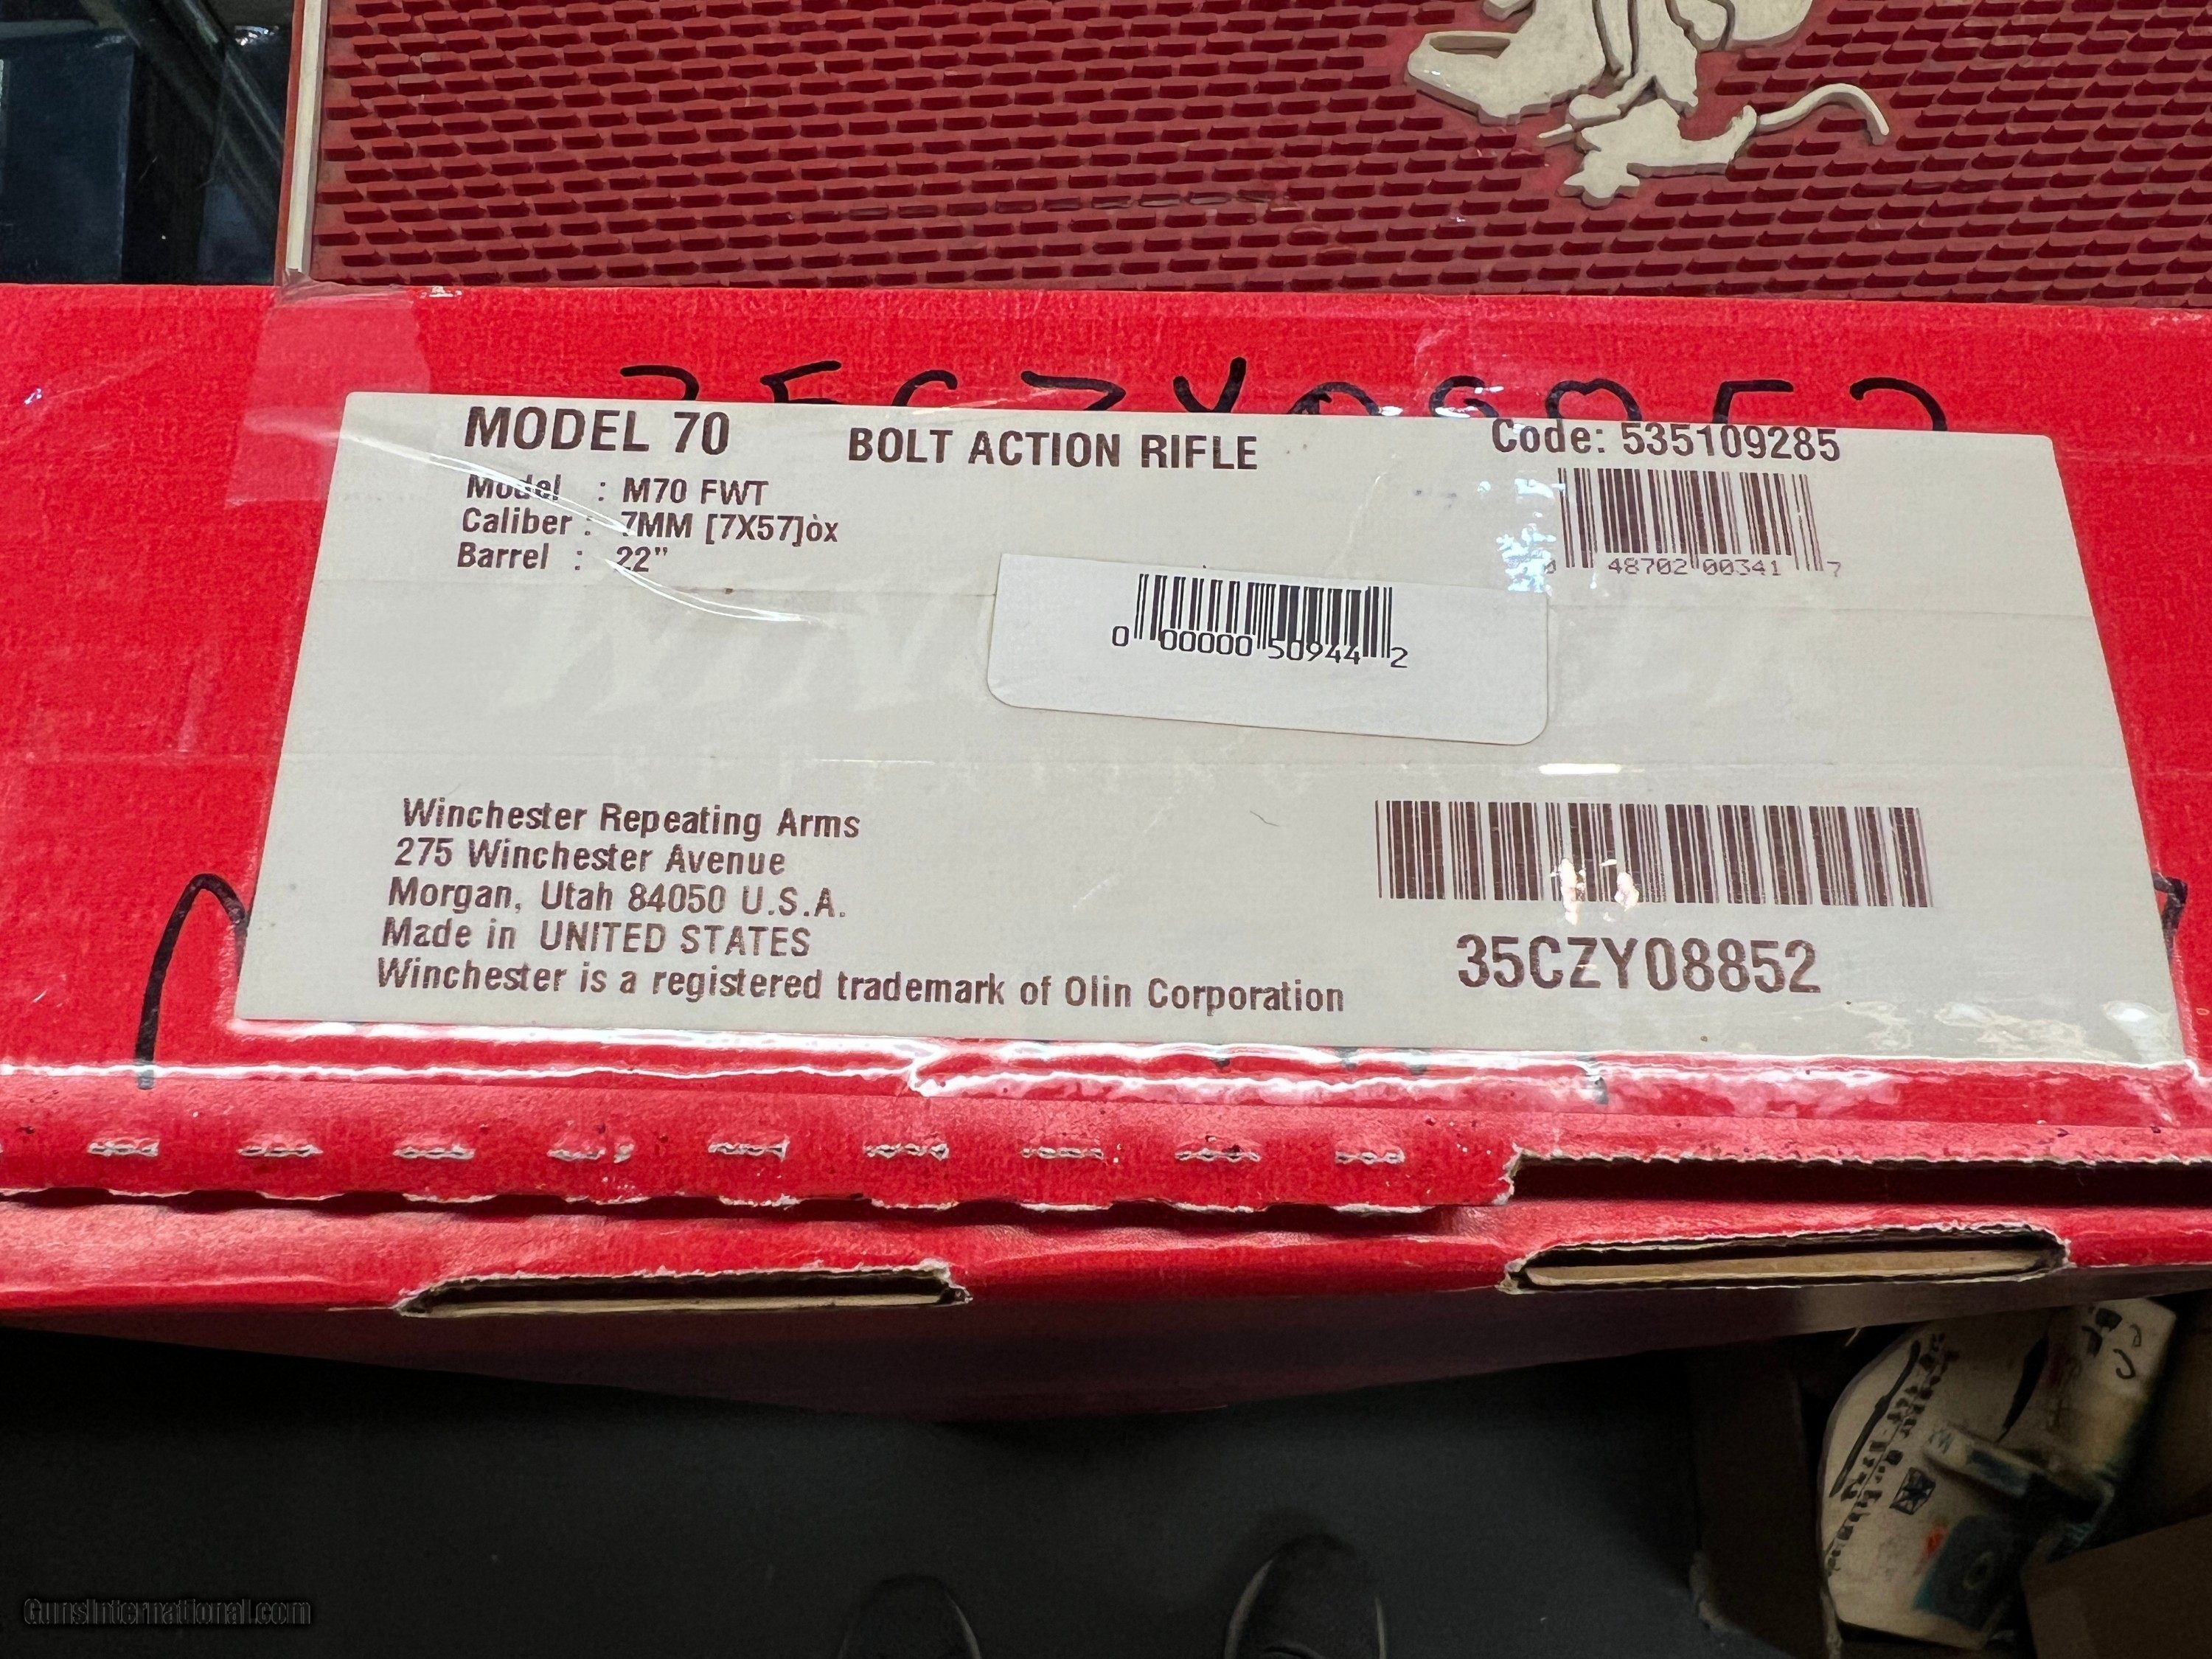 MODEL 70 BOLT ACTION RIFLE Code: 535109285
Model : M70 FWT
Caliber : 7MM [7X57]òx
Barrel : 22"
0 48702 00341 7
0 00000 50944 2
Winchester Repeating Arms
275 Winchester Avenue
Morgan, Utah 84050 U.S.A.
Made in UNITED STATES
Winchester is a registered trademark of Olin Corporation
35CZY08852
GunsInternational.com